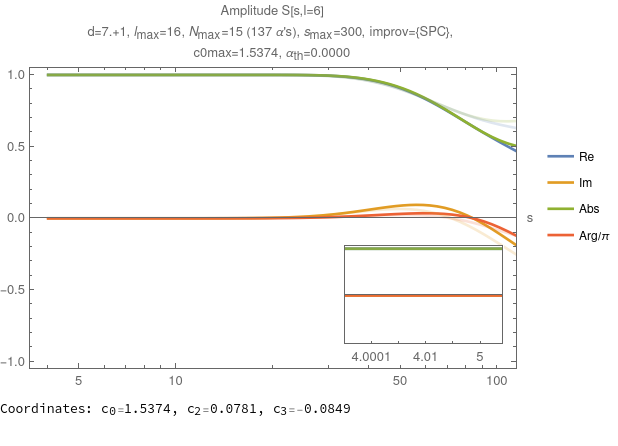 Amplitude S[s,l=6]
d=7.+1, lmax=16, Nmax=15 (137 α's), smax=300, improv={SPC},
c0max=1.5374, αth=0.0000
1.0
0.5
0.0
−0.5
−1.0
s
Re
Im
Abs
Arg/π
4.0001 4.01 5
5 10 50 100
Coordinates: c0=1.5374, c2=0.0781, c3=-0.0849